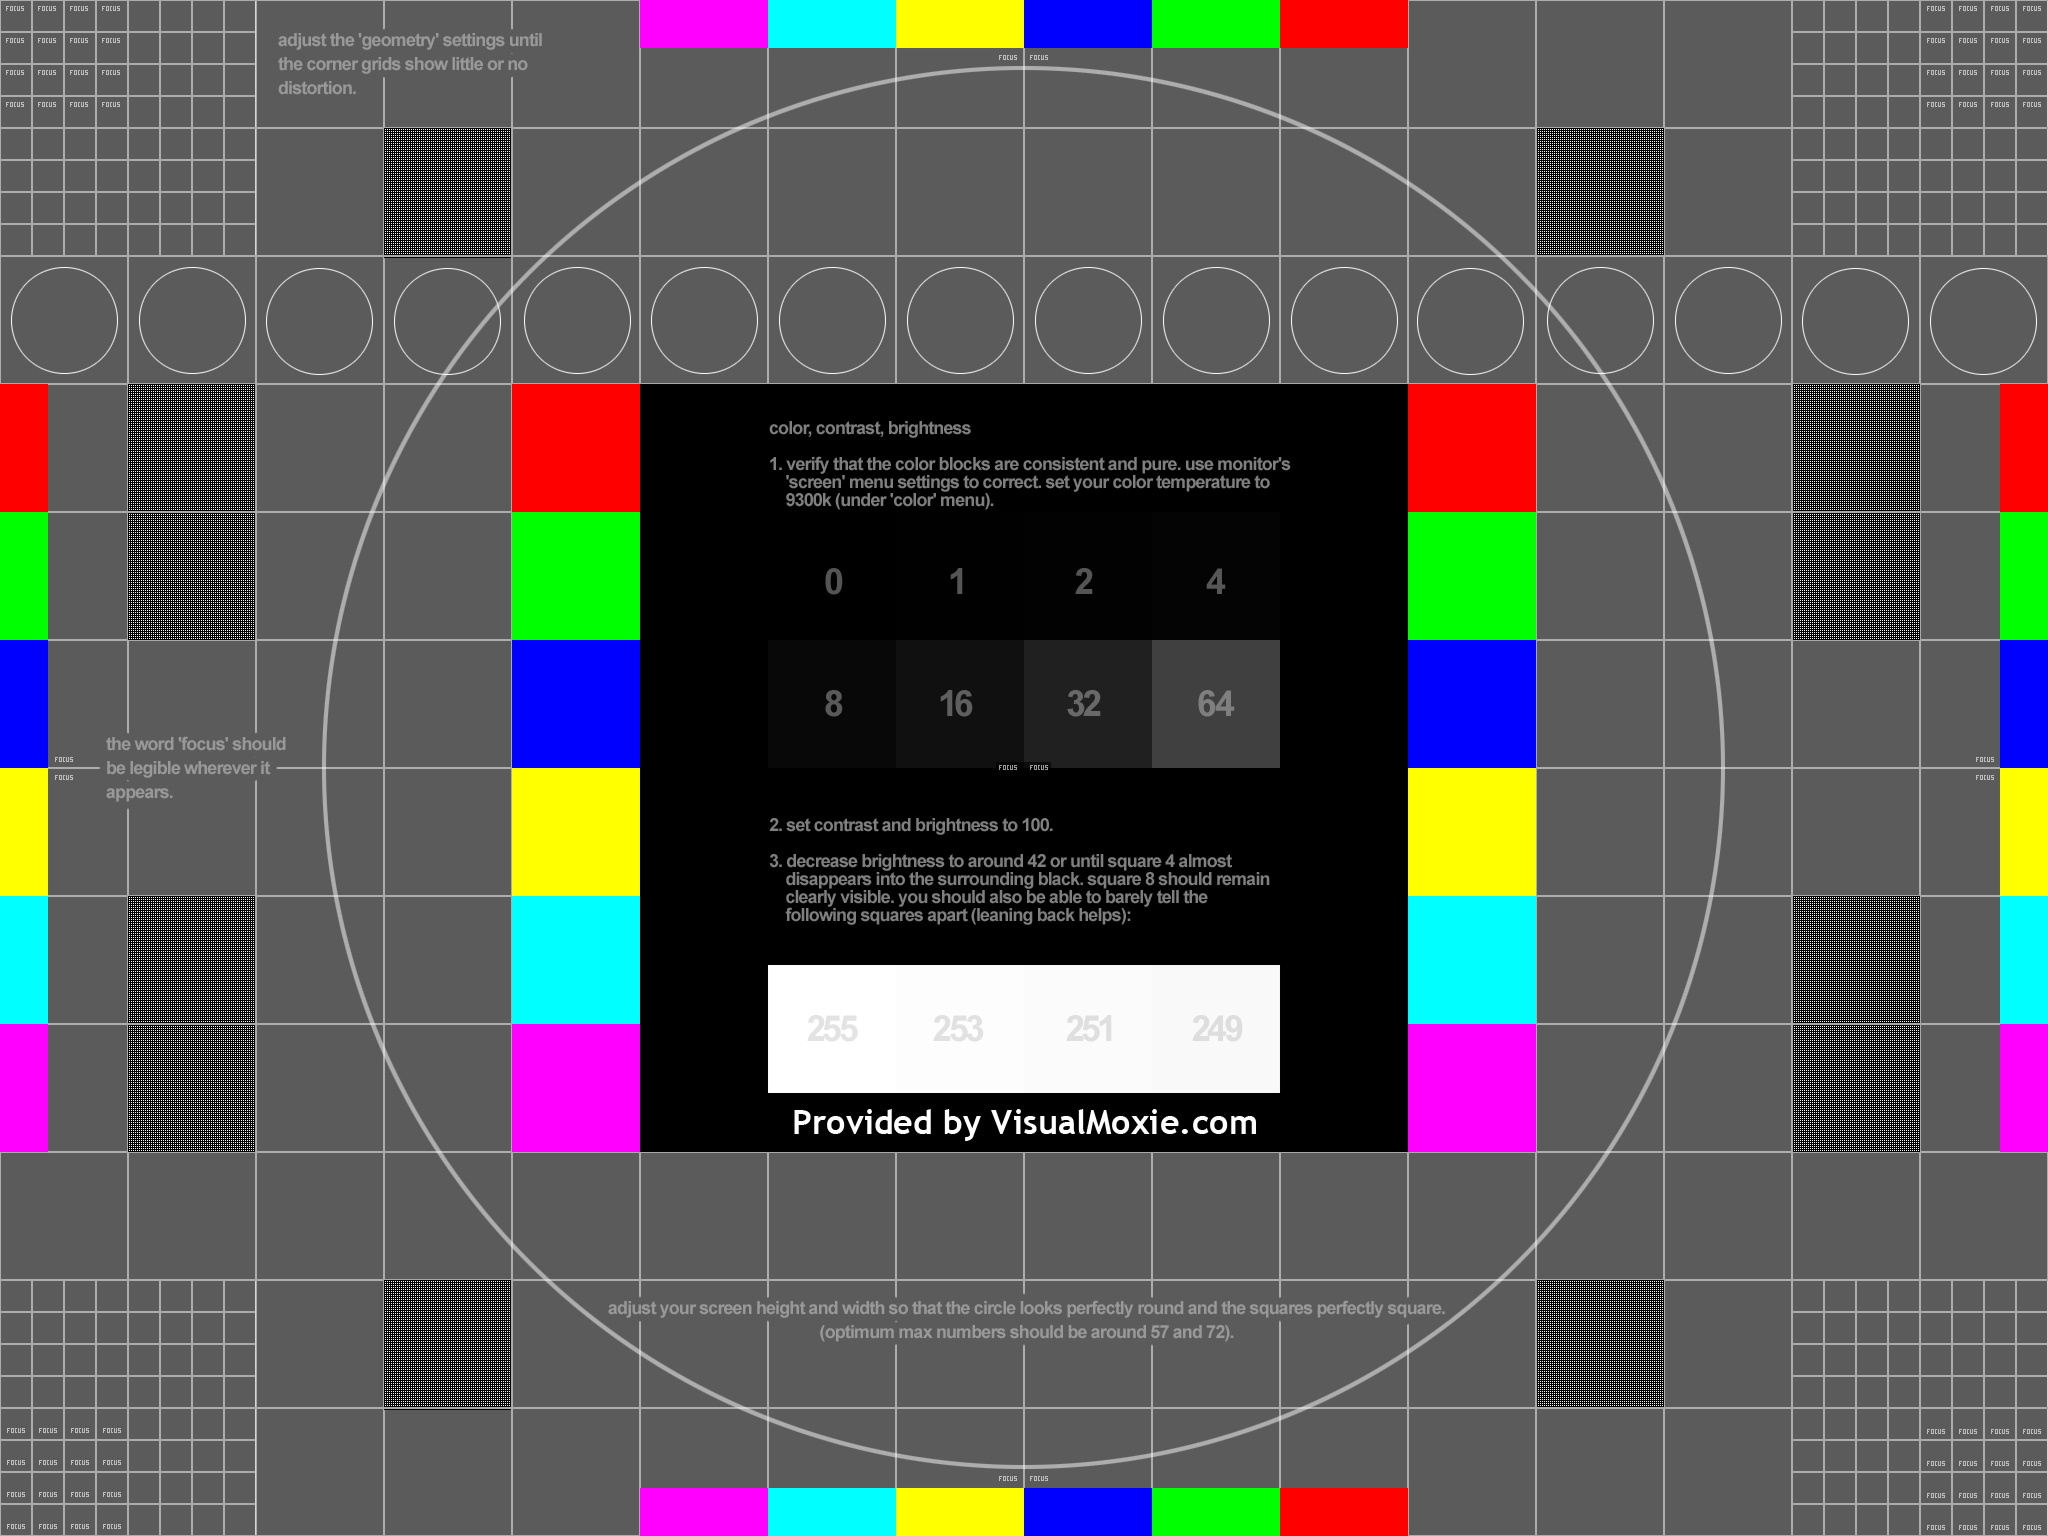 FOCUS FOCUS FOCUS FOCUS FOCUS FOCUS FOCUS FOCUS
FOCUS FOCUS FOCUS FOCUS FOCUS FOCUS FOCUS FOCUS
FOCUS FOCUS FOCUS FOCUS FOCUS FOCUS FOCUS FOCUS
FOCUS FOCUS FOCUS FOCUS FOCUS FOCUS FOCUS FOCUS
adjust the 'geometry' settings until
the corner grids show little or no
distortion.
FOCUS FOCUS
color, contrast, brightness
1. verify that the color blocks are consistent and pure. use monitor's
'screen' menu settings to correct. set your color temperature to
9300k (under 'color' menu).
0 1 2 4
8 16 32 64
the word 'focus' should
be legible wherever it
appears.
FOCUS FOCUS
FOCUS FOCUS
FOCUS FOCUS
2. set contrast and brightness to 100.
3. decrease brightness to around 42 or until square 4 almost
disappears into the surrounding black. square 8 should remain
clearly visible. you should also be able to barely tell the
following squares apart (leaning back helps):
255 253 251 249
Provided by VisualMoxie.com
adjust your screen height and width so that the circle looks perfectly round and the squares perfectly square.
(optimum max numbers should be around 57 and 72).
FOCUS FOCUS FOCUS FOCUS FOCUS FOCUS FOCUS FOCUS
FOCUS FOCUS FOCUS FOCUS FOCUS FOCUS FOCUS FOCUS
FOCUS FOCUS
FOCUS FOCUS FOCUS FOCUS FOCUS FOCUS FOCUS FOCUS
FOCUS FOCUS FOCUS FOCUS FOCUS FOCUS FOCUS FOCUS